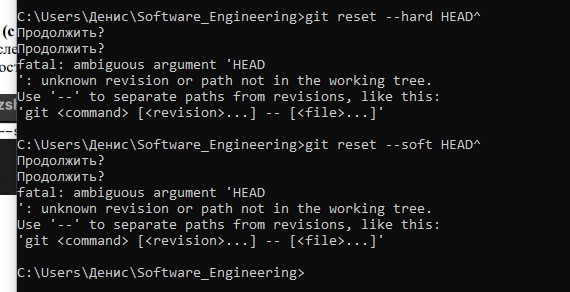 C:\Users\Денис\Software_Engineering>git reset --hard HEAD^
Продолжить?
Продолжить?
fatal: ambiguous argument 'HEAD
': unknown revision or path not in the working tree.
Use '--' to separate paths from revisions, like this:
'git <command> [<revision>...] -- [<file>...]'
C:\Users\Денис\Software_Engineering>git reset --soft HEAD^
Продолжить?
Продолжить?
fatal: ambiguous argument 'HEAD
': unknown revision or path not in the working tree.
Use '--' to separate paths from revisions, like this:
'git <command> [<revision>...] -- [<file>...]'
C:\Users\Денис\Software_Engineering>